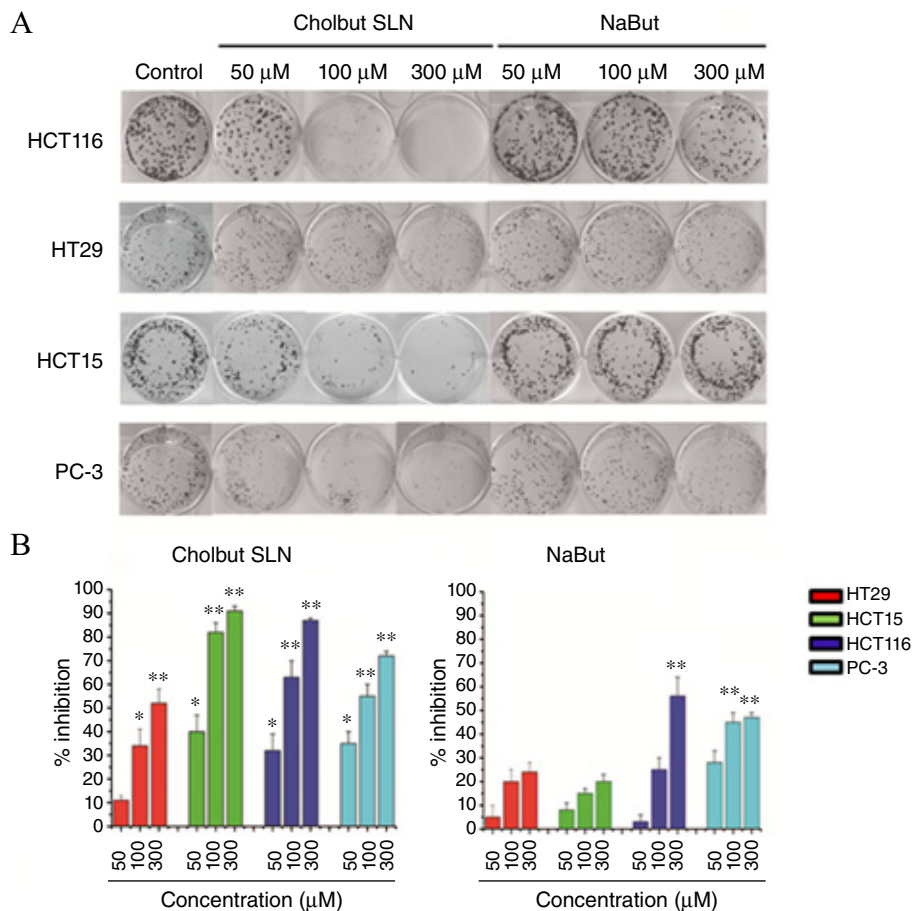 A
Cholbut SLN NaBut
Control 50 µM 100 µM 300 µM 50 µM 100 µM 300 µM
HCT116
HT29
HCT15
PC-3
B
Cholbut SLN NaBut
100 100
90 90
80 80
70 70
60 60
50 50
40 40
30 30
20 20
10 10
0 0
% inhibition % inhibition
* ** * ** ** * ** ** * ** **
** ** **
HT29
HCT15
HCT116
PC-3
50 100 300 50 100 300 50 100 300 50 100 300
50 100 300 50 100 300 50 100 300 50 100 300
Concentration (µM) Concentration (µM)